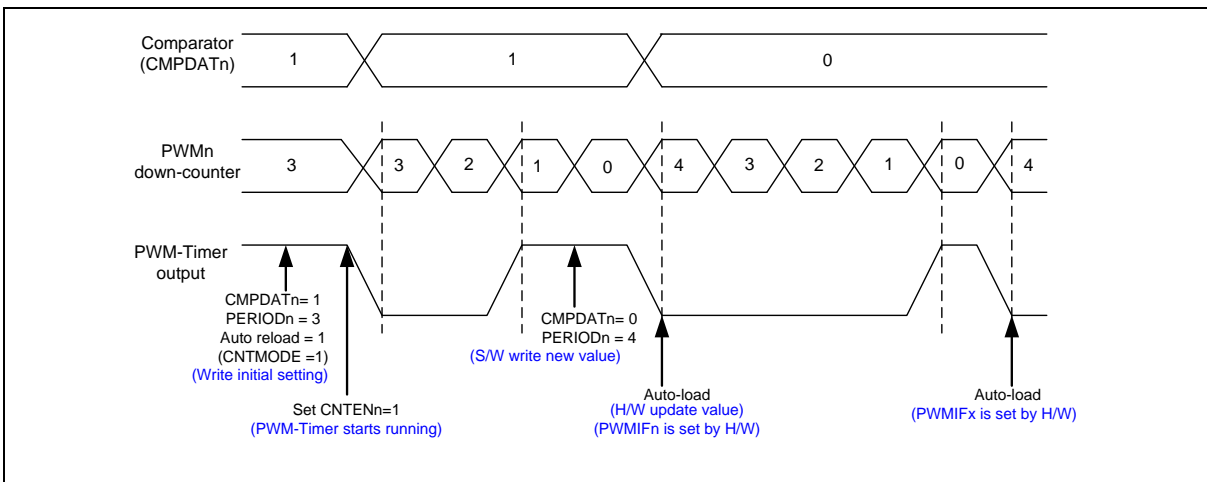 Comparator
(CMPDATn)
1
1
0
PWMn
down-counter
3
3
2
1
0
4
3
2
1
0
4
PWM-Timer
output
CMPDATn= 1
PERIODn = 3
Auto reload = 1
(CNTMODE =1)
(Write initial setting)
Set CNTENn=1
(PWM-Timer starts running)
CMPDATn= 0
PERIODn = 4
(S/W write new value)
Auto-load
(H/W update value)
(PWMIFn is set by H/W)
Auto-load
(PWMIFx is set by H/W)